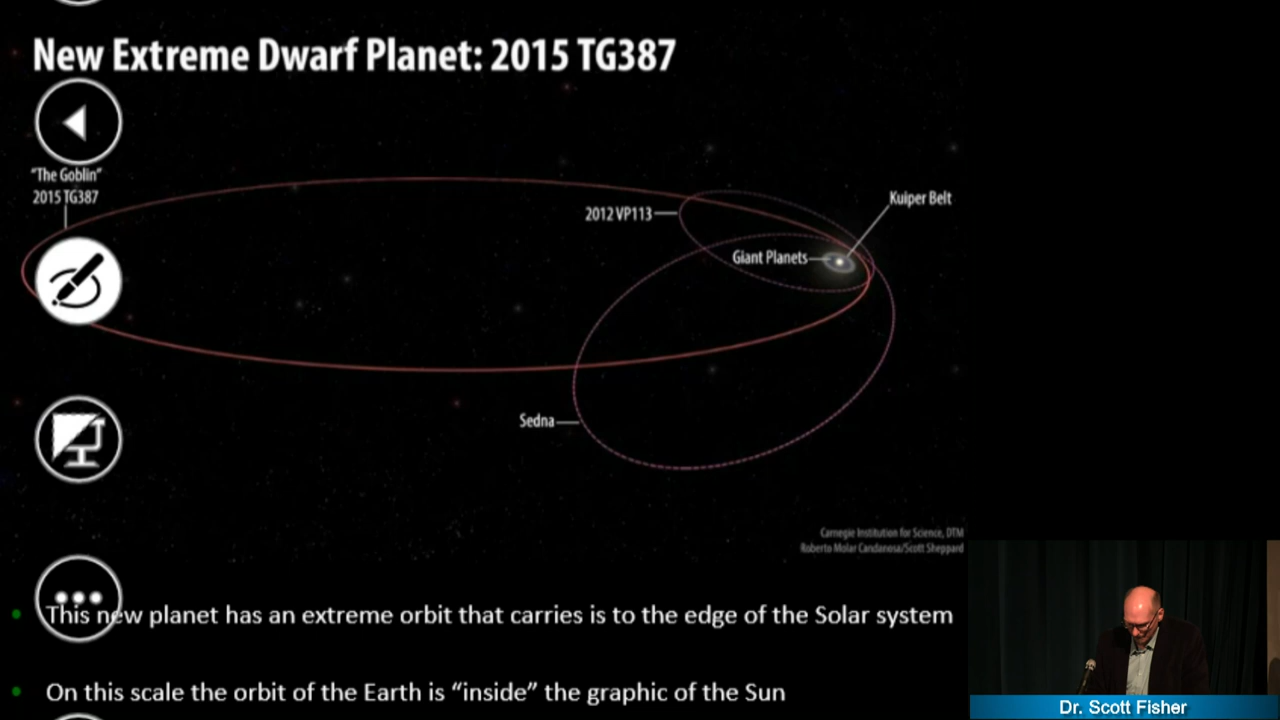 New Extreme Dwarf Planet: 2015 TG387
"The Goblin"
2015 TG387
2012 VP113
Kuiper Belt
Giant Planets
Sedna
Carnegie Institution for Science, DTM
Roberto Molar Candanosa/Scott Sheppard
This new planet has an extreme orbit that carries is to the edge of the Solar system
On this scale the orbit of the Earth is “inside” the graphic of the Sun
Dr. Scott Fisher